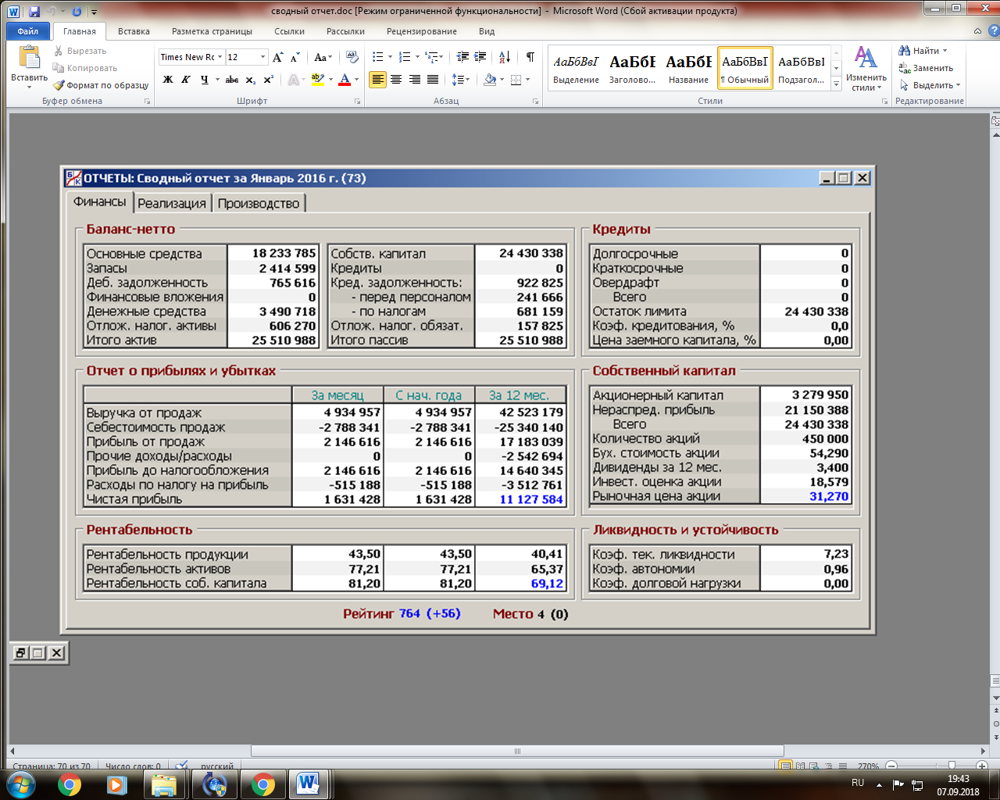 сводный отчет.doc [Режим ограниченной функциональности] - Microsoft Word (Сбой активации продукта)
Файл Главная Вставка Разметка страницы Ссылки Рассылки Рецензирование Вид
Вставить
Вырезать
Копировать
Формат по образцу
Буфер обмена
Times New Rc 12
Шрифт
Абзац
АаБбВвІ АаБбІ АаБбВ АаБбВвІ АаБбВвІ
Выделение Заголово... Название ¶ Обычный Подзагол...
Изменить стили
Стили
Найти
Заменить
Выделить
Редактирование
ОТЧЕТЫ: Сводный отчет за Январь 2016 г. (73)
Финансы Реализация Производство
Баланс-нетто
Основные средства 18 233 785
Запасы 2 414 599
Деб. задолженность 765 616
Финансовые вложения 0
Денежные средства 3 490 718
Отлож. налог. активы 606 270
Итого актив 25 510 988
Собств. капитал 24 430 338
Кредиты 0
Кред. задолженность: 922 825
- перед персоналом 241 666
- по налогам 681 159
Отлож. налог. обязат. 157 825
Итого пассив 25 510 988
Кредиты
Долгосрочные 0
Краткосрочные 0
Овердрафт 0
Всего 0
Остаток лимита 24 430 338
Коэф. кредитования, % 0,0
Цена заемного капитала, % 0,00
Отчет о прибылях и убытках
За месяц С нач. года За 12 мес.
Выручка от продаж 4 934 957 4 934 957 42 523 179
Себестоимость продаж -2 788 341 -2 788 341 -25 340 140
Прибыль от продаж 2 146 616 2 146 616 17 183 039
Прочие доходы/расходы 0 0 -2 542 694
Прибыль до налогообложения 2 146 616 2 146 616 14 640 345
Расходы по налогу на прибыль -515 188 -515 188 -3 512 761
Чистая прибыль 1 631 428 1 631 428 11 127 584
Собственный капитал
Акционерный капитал 3 279 950
Нераспред. прибыль 21 150 388
Всего 24 430 338
Количество акций 450 000
Бух. стоимость акции 54,290
Дивиденды за 12 мес. 3,400
Инвест. оценка акции 18,579
Рыночная цена акции 31,270
Рентабельность
Рентабельность продукции 43,50 43,50 40,41
Рентабельность активов 77,21 77,21 65,37
Рентабельность соб. капитала 81,20 81,20 69,12
Ликвидность и устойчивость
Коэф. тек. ликвидности 7,23
Коэф. автономии 0,96
Коэф. долговой нагрузки 0,00
Рейтинг 764 (+56) Место 4 (0)
Страница: 70 из 70 Число слов: 0 русский 270%
RU 19:43
07.09.2018